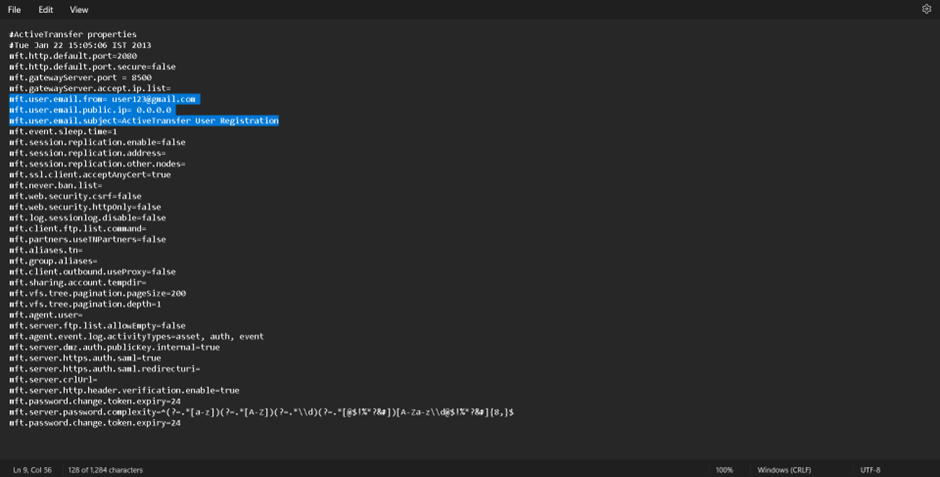 File Edit View
#ActiveTransfer properties
#Tue Jan 22 15:05:06 IST 2013
mft.http.default.port=2080
mft.http.default.port.secure=false
mft.gatewayServer.port = 8500
mft.gatewayServer.accept.ip.list=
mft.user.email.from= user123@gmail.com
mft.user.email.public.ip= 0.0.0.0
mft.user.email.subject=ActiveTransfer User Registration
mft.event.sleep.time=1
mft.session.replication.enable=false
mft.session.replication.address=
mft.session.replication.other.nodes=
mft.ssl.client.acceptAnyCert=true
mft.never.ban.list=
mft.web.security.csrf=false
mft.web.security.httpOnly=false
mft.log.sessionlog.disable=false
mft.client.ftp.list.command=
mft.partners.useTNPartners=false
mft.aliases.tn=
mft.group.aliases=
mft.client.outbound.useProxy=false
mft.sharing.account.tempdir=
mft.vfs.tree.pagination.pageSize=200
mft.vfs.tree.pagination.depth=1
mft.agent.user=
mft.server.ftp.list.allowEmpty=false
mft.agent.event.log.activityTypes=asset, auth, event
mft.server.dmz.auth.publicKey.internal=true
mft.server.https.auth.saml=true
mft.server.https.auth.saml.redirecturi=
mft.server.crlUrl=
mft.server.http.header.verification.enable=true
mft.password.change.token.expiry=24
mft.server.password.complexity=^(?=.*[a-z])(?=.*[A-Z])(?=.*\\d)(?=.*[@$!%*?&#])[A-Za-z\\d@$!%*?&#]{8,}$
mft.password.change.token.expiry=24
Ln 9, Col 56 128 of 1,284 characters 100% Windows (CRLF) UTF-8